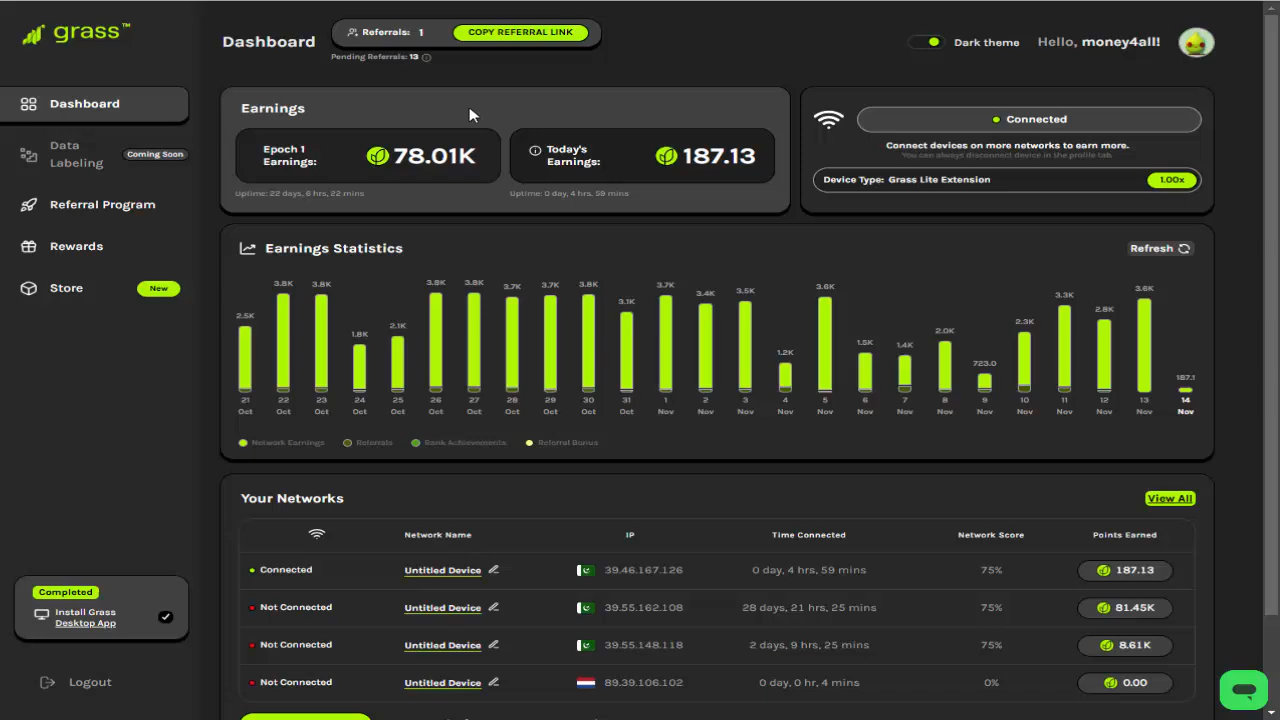 grass™
Dashboard
Referrals: 1
COPY REFERRAL LINK
Pending Referrals: 13
Dark theme
Hello, money4all!
Dashboard
Data Labeling
Coming Soon
Referral Program
Rewards
Store
New
Completed
Install Grass
Desktop App
Logout
Earnings
Epoch 1
Earnings:
78.01K
Uptime: 22 days, 6 hrs, 22 mins
Today's
Earnings:
187.13
Uptime: 0 day, 4 hrs, 59 mins
Connected
Connect devices on more networks to earn more.
You can always disconnect device in the profile tab
Device Type: Grass Lite Extension
1.00x
Earnings Statistics
Refresh
2.5K 3.8K 3.8K 1.8K 2.1K 3.9K 3.8K 3.7K 3.7K 3.8K 3.1K 3.7K 3.4K 3.5K 1.2K 3.6K 1.5K 1.4K 2.0K 723.0 2.3K 3.3K 2.8K 3.6K 187.1
21 22 23 24 25 26 27 28 29 30 31 1 2 3 4 5 6 7 8 9 10 11 12 13 14
Oct Oct Oct Oct Oct Oct Oct Oct Oct Oct Oct Nov Nov Nov Nov Nov Nov Nov Nov Nov Nov Nov Nov Nov Nov
Network Earnings Referrals Rank Achievements Referral Bonus
Your Networks
View All
Network Name IP Time Connected Network Score Points Earned
Connected Untitled Device 39.46.167.126 0 day, 4 hrs, 59 mins 75% 187.13
Not Connected Untitled Device 39.55.162.108 28 days, 21 hrs, 25 mins 75% 81.45K
Not Connected Untitled Device 39.55.148.118 2 days, 9 hrs, 25 mins 75% 8.61K
Not Connected Untitled Device 89.39.106.102 0 day, 0 hr, 4 mins 0% 0.00